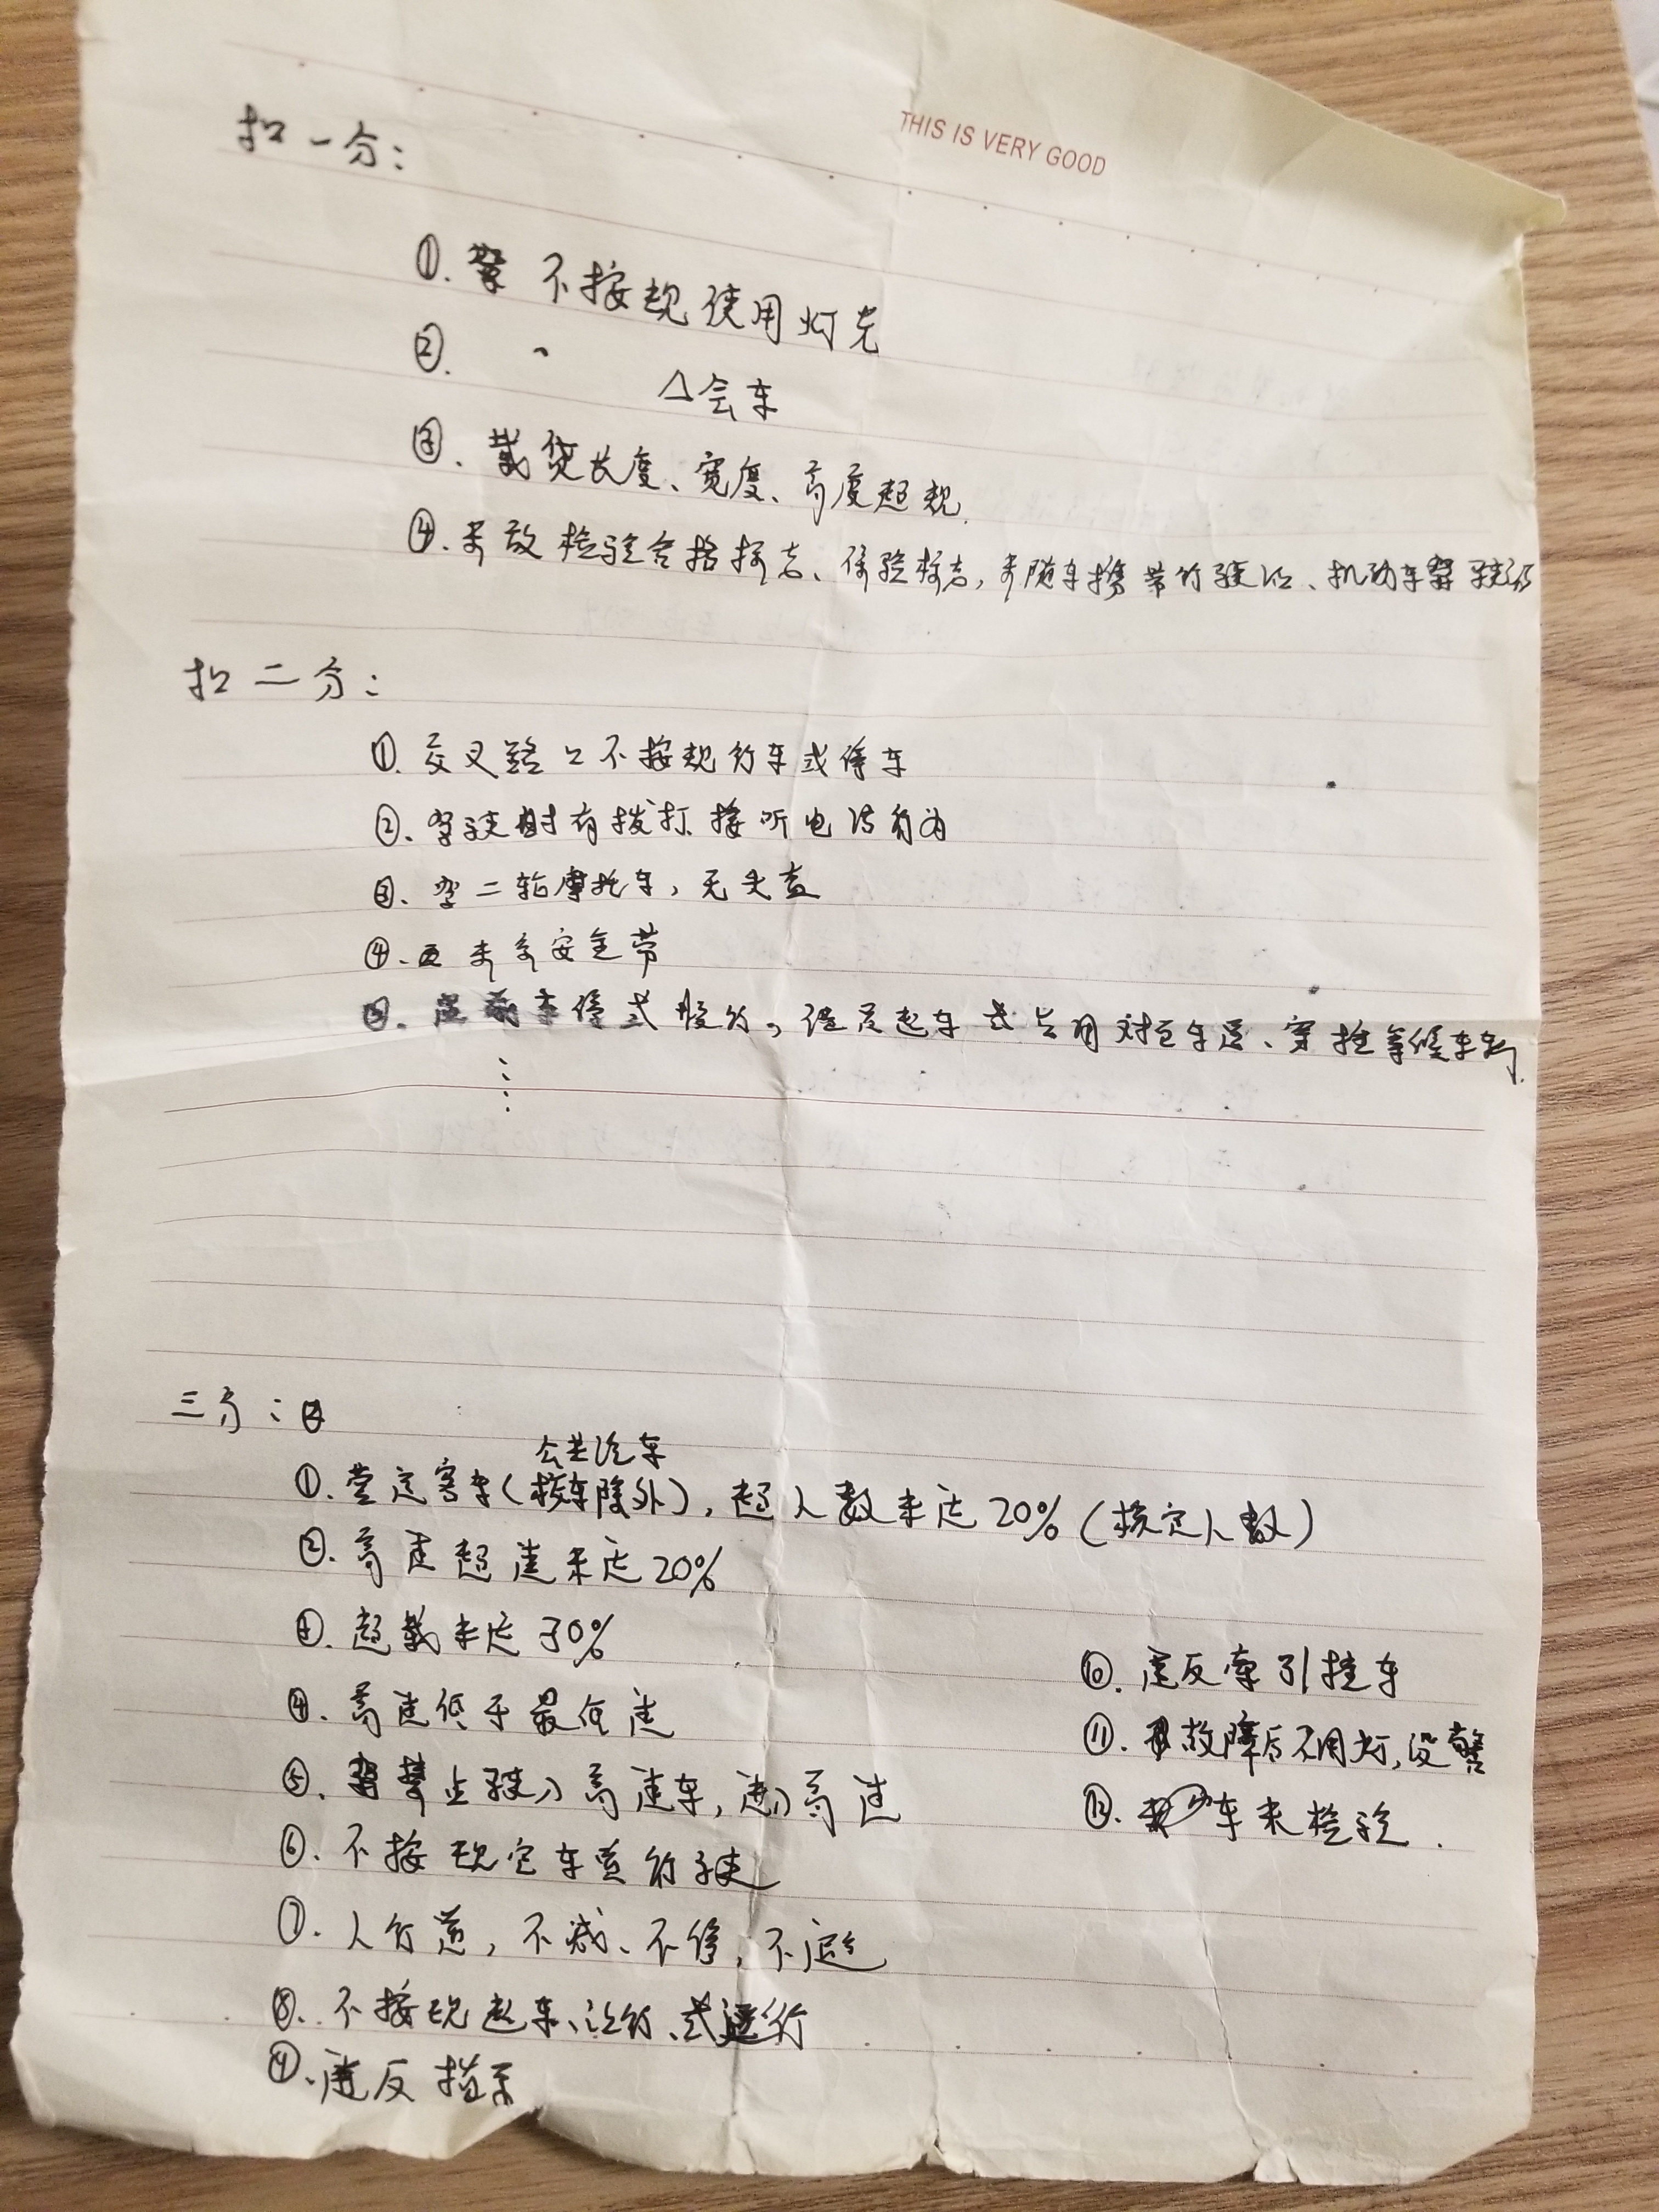 THIS IS VERY GOOD
扣一分：
①. 不按规使用灯光
②. 、 △会车
③. 载货长度、宽度、高度超规.
④. 未放检验合格标志、保险标志，未随车携带行驶证、机动车驾驶证
扣二分：
①. 交叉路口不按规行车或停车
②. 驾驶时有拨打、接听电话行为
③. 驾二轮摩托车，无头盔
④. 未系安全带
⑤. 遇前车停或缓行，借道超车或占用对面车道、穿插等候车辆.
⋮
三分：
公共汽车
①. 营运客车(校车除外)，超人数未达20%（核定人数）
②. 高速超速未达20%
③. 超载未达30%
④. 高速低于最低速
⑤. 禁止驶入高速车，进入高速
⑥. 不按规定车道行驶
⑦. 人行道，不减、不停、不避
⑧. 不按规超车、让行、或逆行
⑨. 违反指示
⑩. 违反牵引挂车
⑪. 故障后不用灯，设警
⑫. 车未检验.